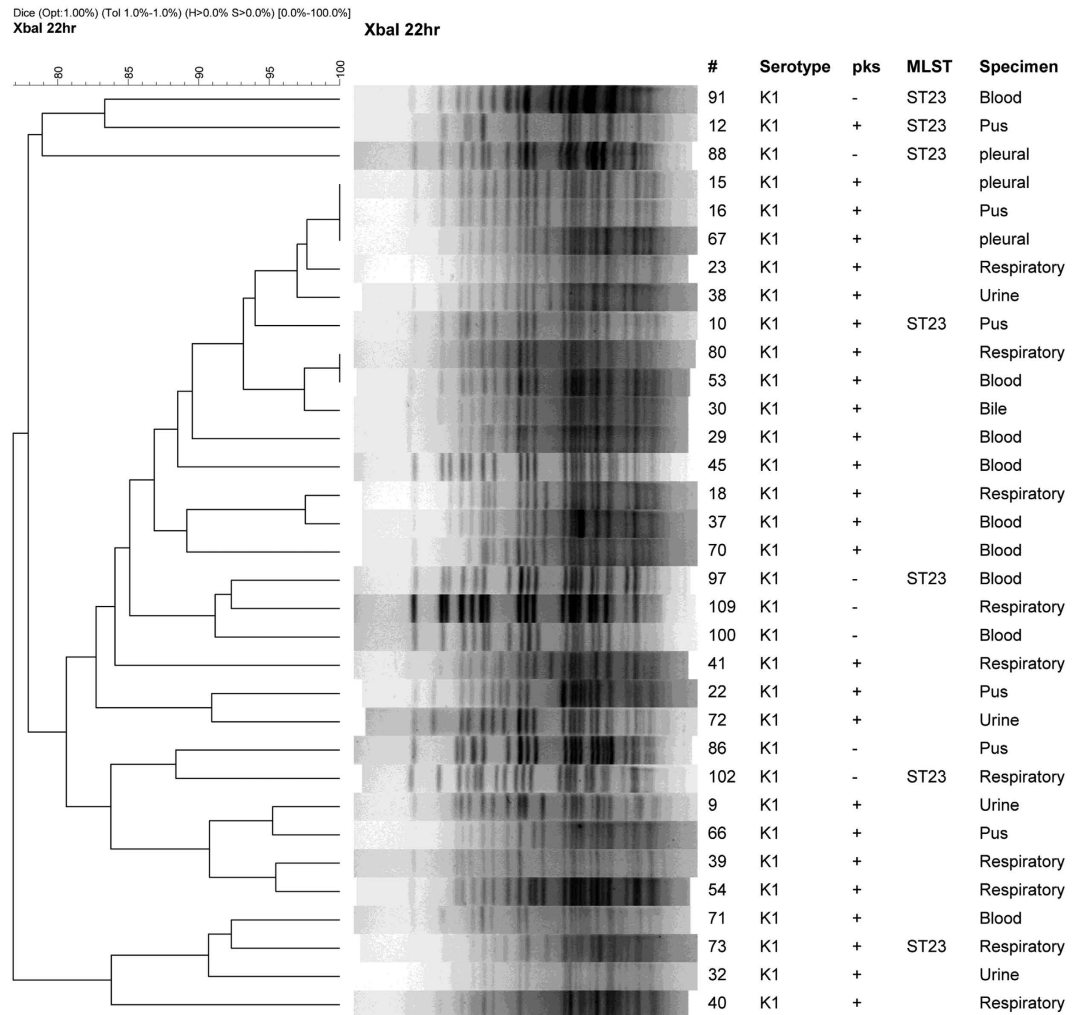 Dice (Opt:1.00%) (Tol 1.0%-1.0%) (H>0.0% S>0.0%) [0.0%-100.0%]
XbaI 22hr XbaI 22hr
80 85 90 95 100
# Serotype pks MLST Specimen
91 K1 - ST23 Blood
12 K1 + ST23 Pus
88 K1 - ST23 pleural
15 K1 + pleural
16 K1 + Pus
67 K1 + pleural
23 K1 + Respiratory
38 K1 + Urine
10 K1 + ST23 Pus
80 K1 + Respiratory
53 K1 + Blood
30 K1 + Bile
29 K1 + Blood
45 K1 + Blood
18 K1 + Respiratory
37 K1 + Blood
70 K1 + Blood
97 K1 - ST23 Blood
109 K1 - Respiratory
100 K1 - Blood
41 K1 + Respiratory
22 K1 + Pus
72 K1 + Urine
86 K1 - Pus
102 K1 - ST23 Respiratory
9 K1 + Urine
66 K1 + Pus
39 K1 + Respiratory
54 K1 + Respiratory
71 K1 + Blood
73 K1 + ST23 Respiratory
32 K1 + Urine
40 K1 + Respiratory